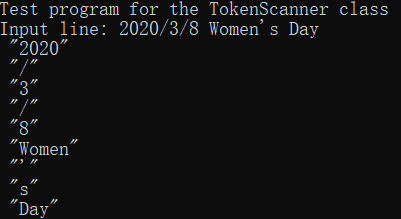 Test program for the TokenScanner class
Input line: 2020/3/8 Women's Day
"2020"
"/"
"3"
"/"
"8"
"Women"
"'"
"s"
"Day"